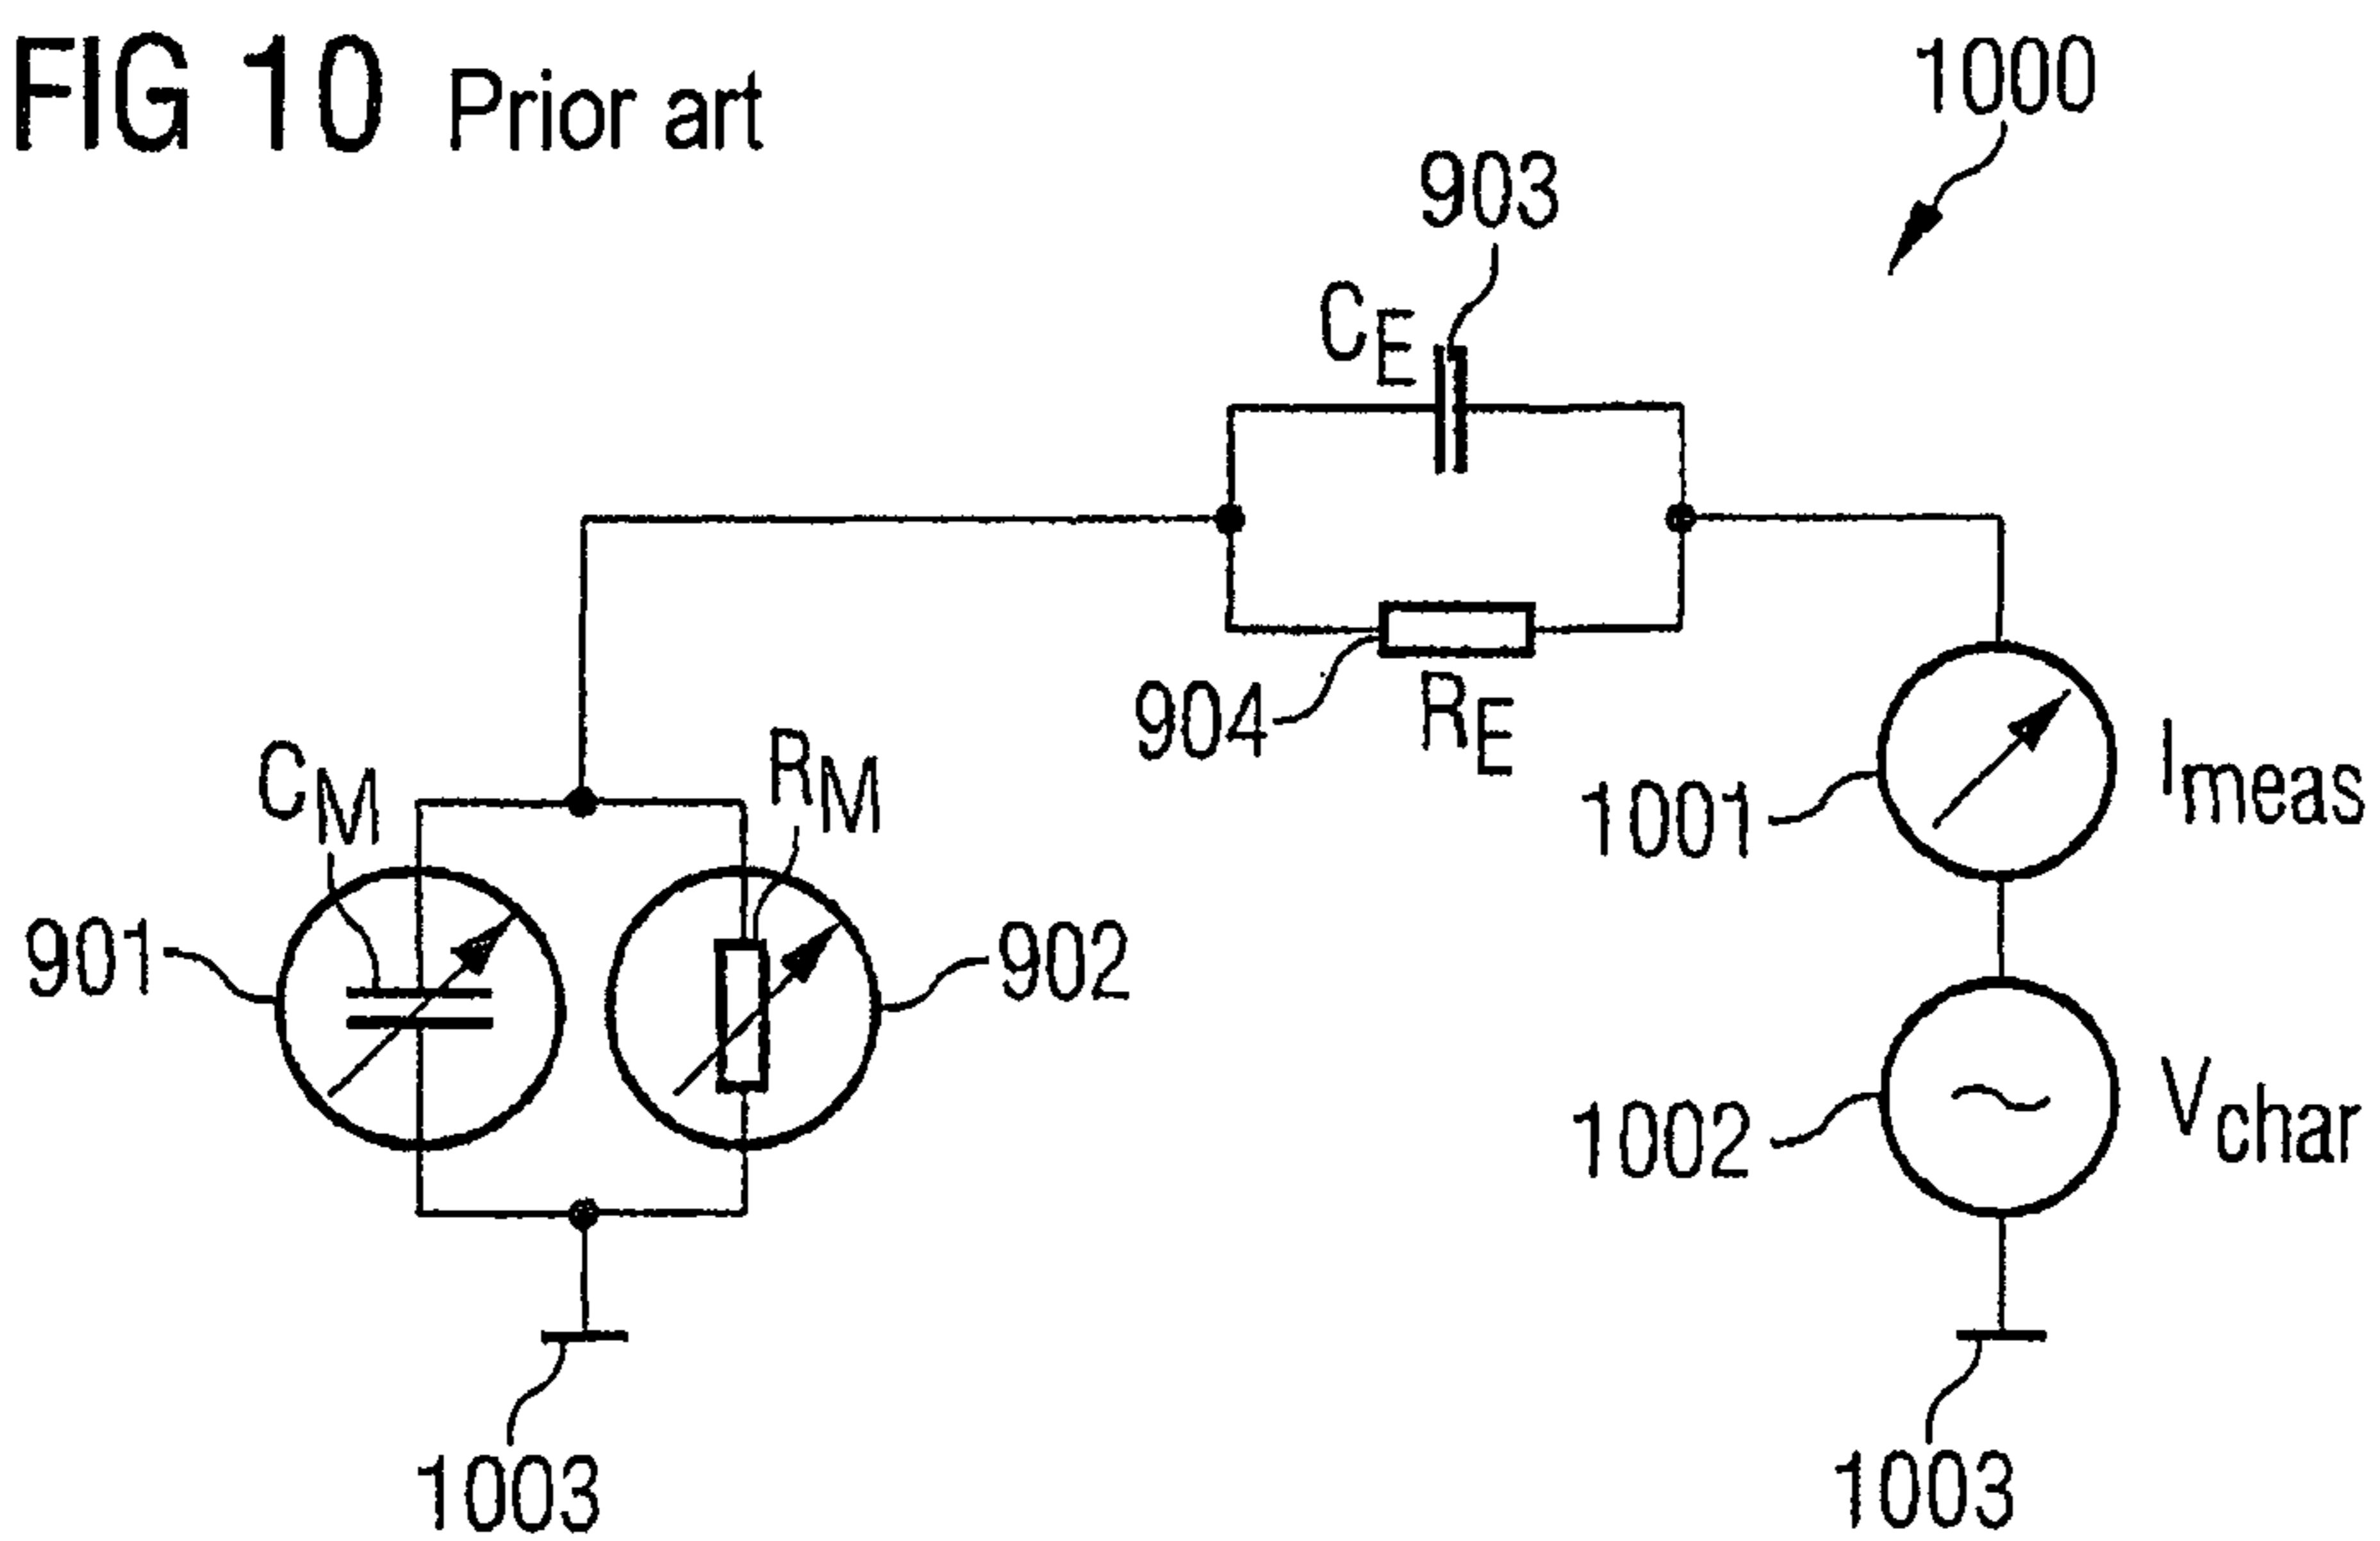 FIG 10 Prior art
1000
903
CE
904
RE
1001
Imeas
CM
RM
901
902
1002
Vchar
1003
1003